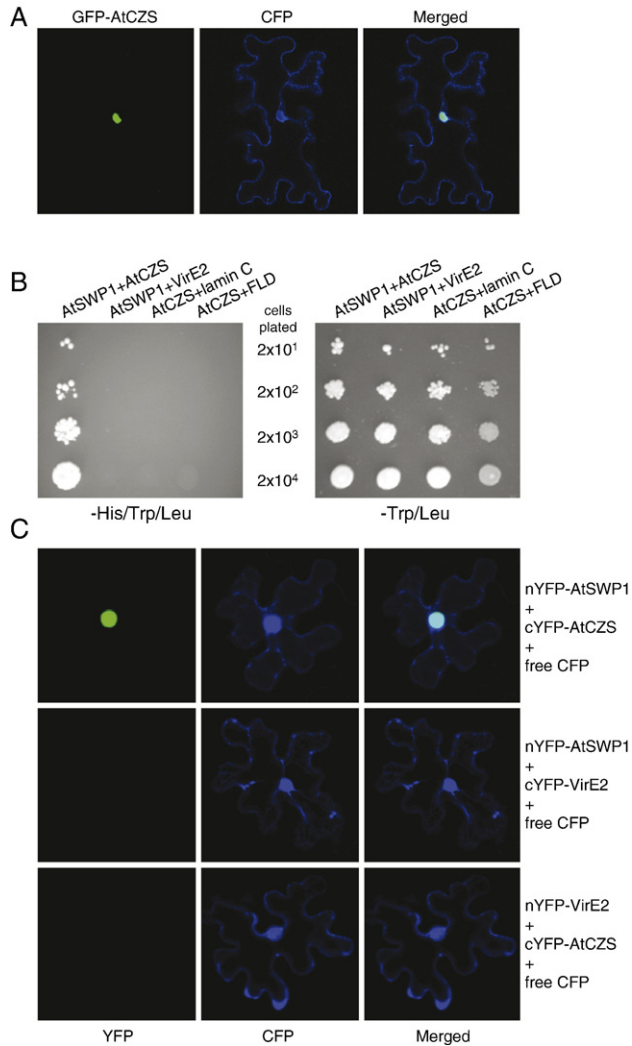 A
GFP-AtCZS
CFP
Merged
B
AtSWP1+AtCZS
AtSWP1+VirE2
AtCZS+lamin C
AtCZS+FLD
cells
plated
AtSWP1+AtCZS
AtSWP1+VirE2
AtCZS+lamin C
AtCZS+FLD
2x10¹
2x10²
2x10³
2x10⁴
-His/Trp/Leu
-Trp/Leu
C
nYFP-AtSWP1
+
cYFP-AtCZS
+
free CFP
nYFP-AtSWP1
+
cYFP-VirE2
+
free CFP
nYFP-VirE2
+
cYFP-AtCZS
+
free CFP
YFP
CFP
Merged